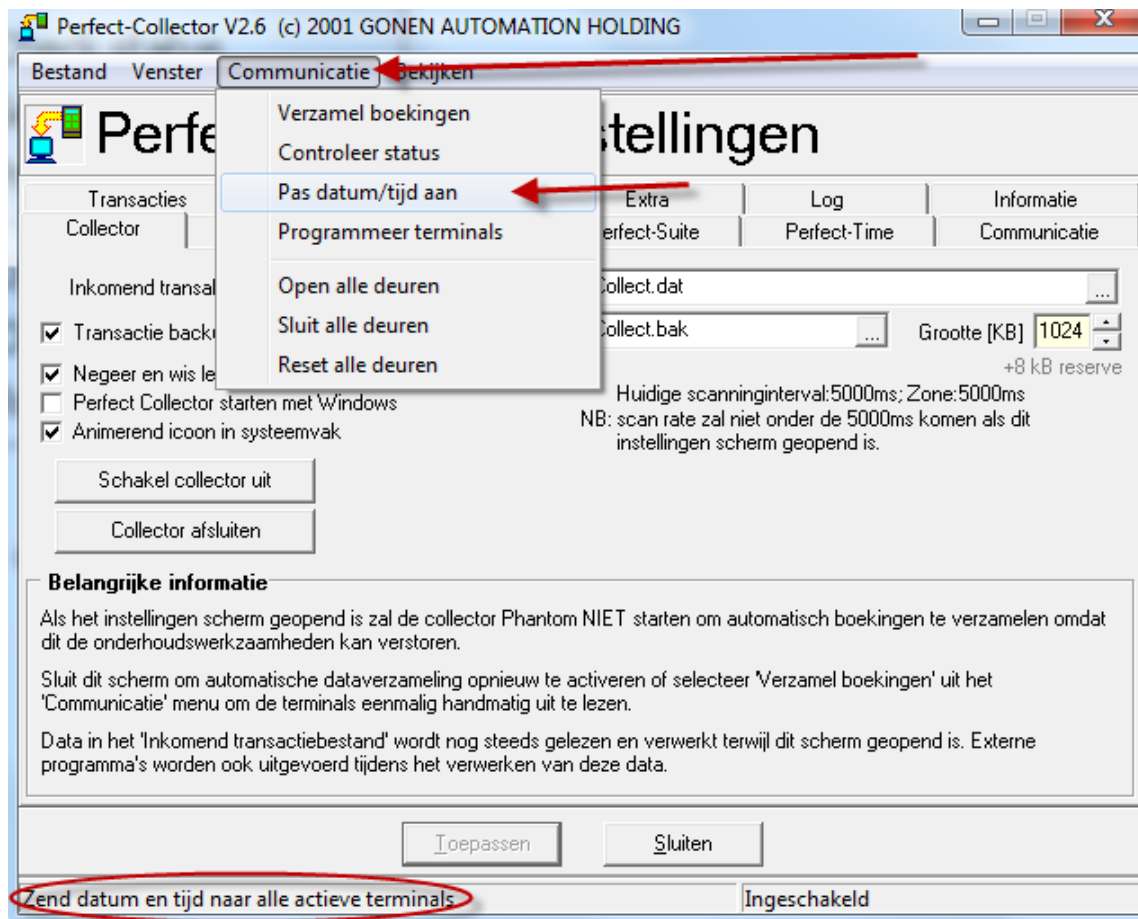 Perfect-Collector V2.6 (c) 2001 GONEN AUTOMATION HOLDING
Bestand Venster Communicatie Bekijken
Perfe stellingen
Verzamel boekingen
Controleer status
Pas datum/tijd aan
Programmeer terminals
Open alle deuren
Sluit alle deuren
Reset alle deuren
Transacties Extra Log Informatie
Collector erfect-Suite Perfect-Time Communicatie
Inkomend transa Collect.dat ...
Transactie back Collect.bak ... Grootte [KB] 1024
+8 kB reserve
Negeer en wis le
Perfect Collector starten met Windows
Animerend icoon in systeemvak
Huidige scanninginterval:5000ms; Zone:5000ms
NB: scan rate zal niet onder de 5000ms komen als dit
instellingen scherm geopend is.
Schakel collector uit
Collector afsluiten
Belangrijke informatie
Als het instellingen scherm geopend is zal de collector Phantom NIET starten om automatisch boekingen te verzamelen omdat
dit de onderhoudswerkzaamheden kan verstoren.
Sluit dit scherm om automatische dataverzameling opnieuw te activeren of selecteer 'Verzamel boekingen' uit het
'Communicatie' menu om de terminals eenmalig handmatig uit te lezen.
Data in het 'Inkomend transactiebestand' wordt nog steeds gelezen en verwerkt terwijl dit scherm geopend is. Externe
programma's worden ook uitgevoerd tijdens het verwerken van deze data.
Toepassen Sluiten
Zend datum en tijd naar alle actieve terminals Ingeschakeld